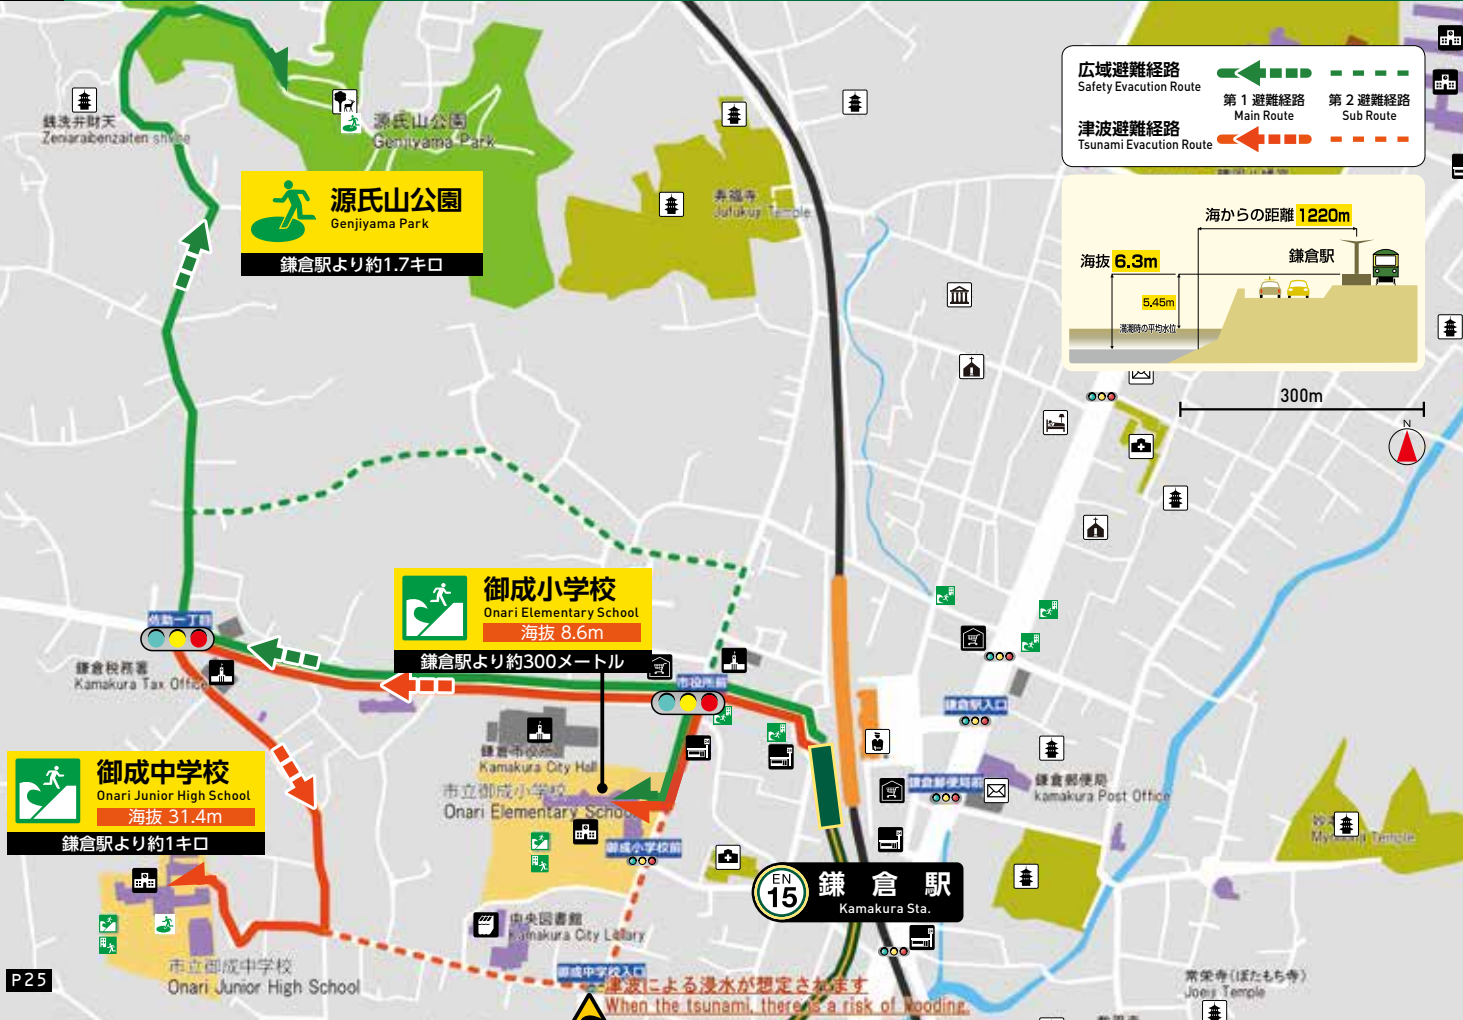 広域避難経路
Safety Evacuation Route
第1避難経路
Main Route
第2避難経路
Sub Route
津波避難経路
Tsunami Evacution Route
海からの距離 1220m
海抜 6.3m
鎌倉駅
5.45m
満潮時の平均水位
300m
N
銭洗弁財天
Zeniaraibenzaiten shrine
源氏山公園
Genjiyama Park
源氏山公園
Genjiyama Park
鎌倉駅より約1.7キロ
寿福寺
Jufukuji Temple
御成小学校
Onari Elementary School
海抜 8.6m
鎌倉駅より約300メートル
佐助一丁目
鎌倉税務署
Kamakura Tax Office
市役所前
鎌倉駅入口
御成中学校
Onari Junior High School
海抜 31.4m
鎌倉駅より約1キロ
鎌倉市役所
Kamakura City Hall
市立御成小学校
Onari Elementary School
鎌倉郵便局前
鎌倉郵便局
kamakura Post Office
御成小学校前
Temple
EN
15
鎌倉駅
Kamakura Sta.
中央図書館
Kamakura City Library
市立御成中学校
Onari Junior High School
御成中学校入口
津波による浸水が想定されます
When the tsunami, there is a risk of flooding.
常栄寺(ぼたもち寺)
Joeiji Temple
P25